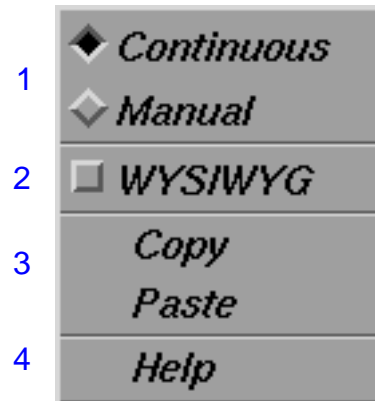 1
Continuous
Manual
2
WYSIWYG
3
Copy
Paste
4
Help